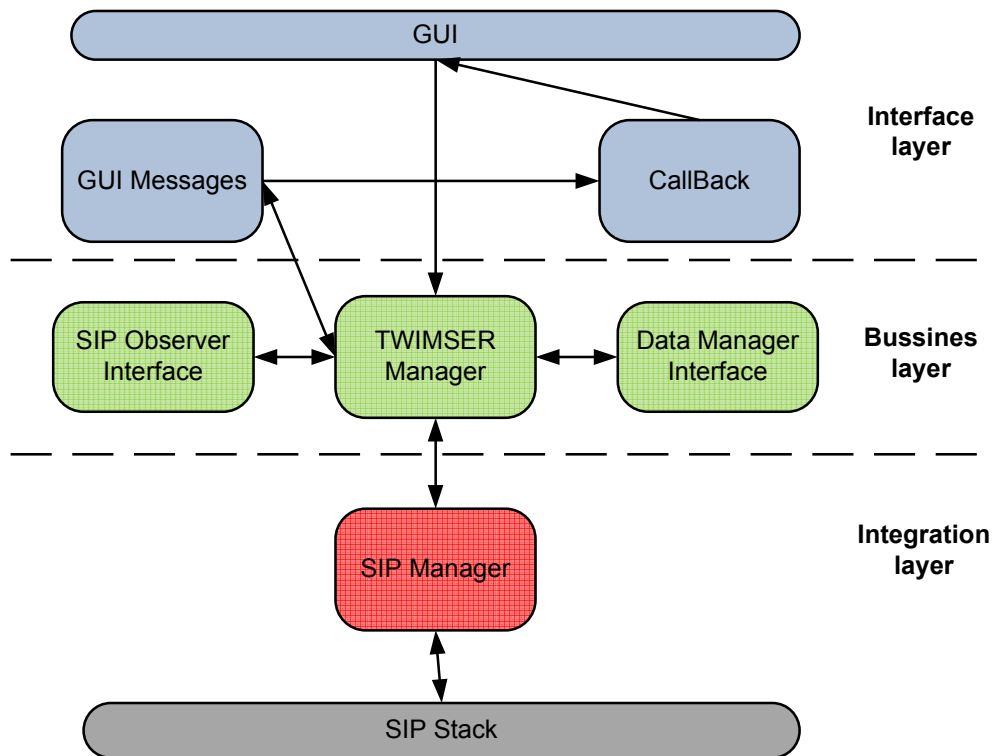 GUI
GUI Messages
CallBack
Interface
layer
SIP Observer
Interface
TWIMSER
Manager
Data Manager
Interface
Bussines
layer
SIP Manager
Integration
layer
SIP Stack